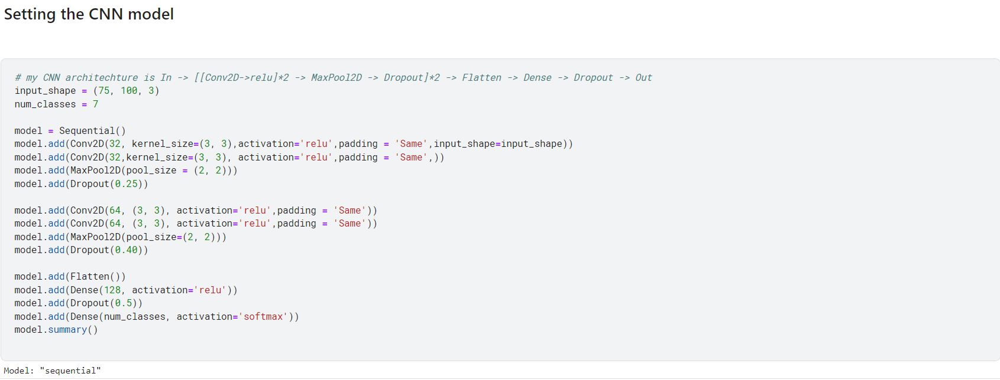 Setting the CNN model
# my CNN architechture is In -> [[Conv2D->relu]*2 -> MaxPool2D -> Dropout]*2 -> Flatten -> Dense -> Dropout -> Out
input_shape = (75, 100, 3)
num_classes = 7
model = Sequential()
model.add(Conv2D(32, kernel_size=(3, 3),activation='relu',padding = 'Same',input_shape=input_shape))
model.add(Conv2D(32,kernel_size=(3, 3), activation='relu',padding = 'Same',))
model.add(MaxPool2D(pool_size = (2, 2)))
model.add(Dropout(0.25))
model.add(Conv2D(64, (3, 3), activation='relu',padding = 'Same'))
model.add(Conv2D(64, (3, 3), activation='relu',padding = 'Same'))
model.add(MaxPool2D(pool_size=(2, 2)))
model.add(Dropout(0.40))
model.add(Flatten())
model.add(Dense(128, activation='relu'))
model.add(Dropout(0.5))
model.add(Dense(num_classes, activation='softmax'))
model.summary()
Model: "sequential"